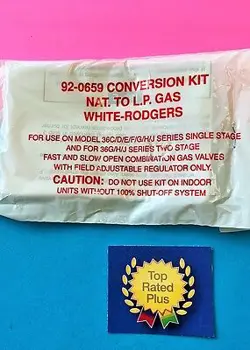 92-0659 CONVERSION KIT
NAT. TO L.P. GAS
WHITE-RODGERS
FOR USE ON MODEL 36C/D/E/F/G/H/J SERIES SINGLE STAGE
AND FOR 36G/H/J SERIES TWO STAGE
FAST AND SLOW OPEN COMBINATION GAS VALVES
WITH FIELD ADJUSTABLE REGULATOR ONLY.
CAUTION: DO NOT USE KIT ON INDOOR
UNITS WITHOUT 100% SHUT-OFF SYSTEM
Top
Rated
Plus